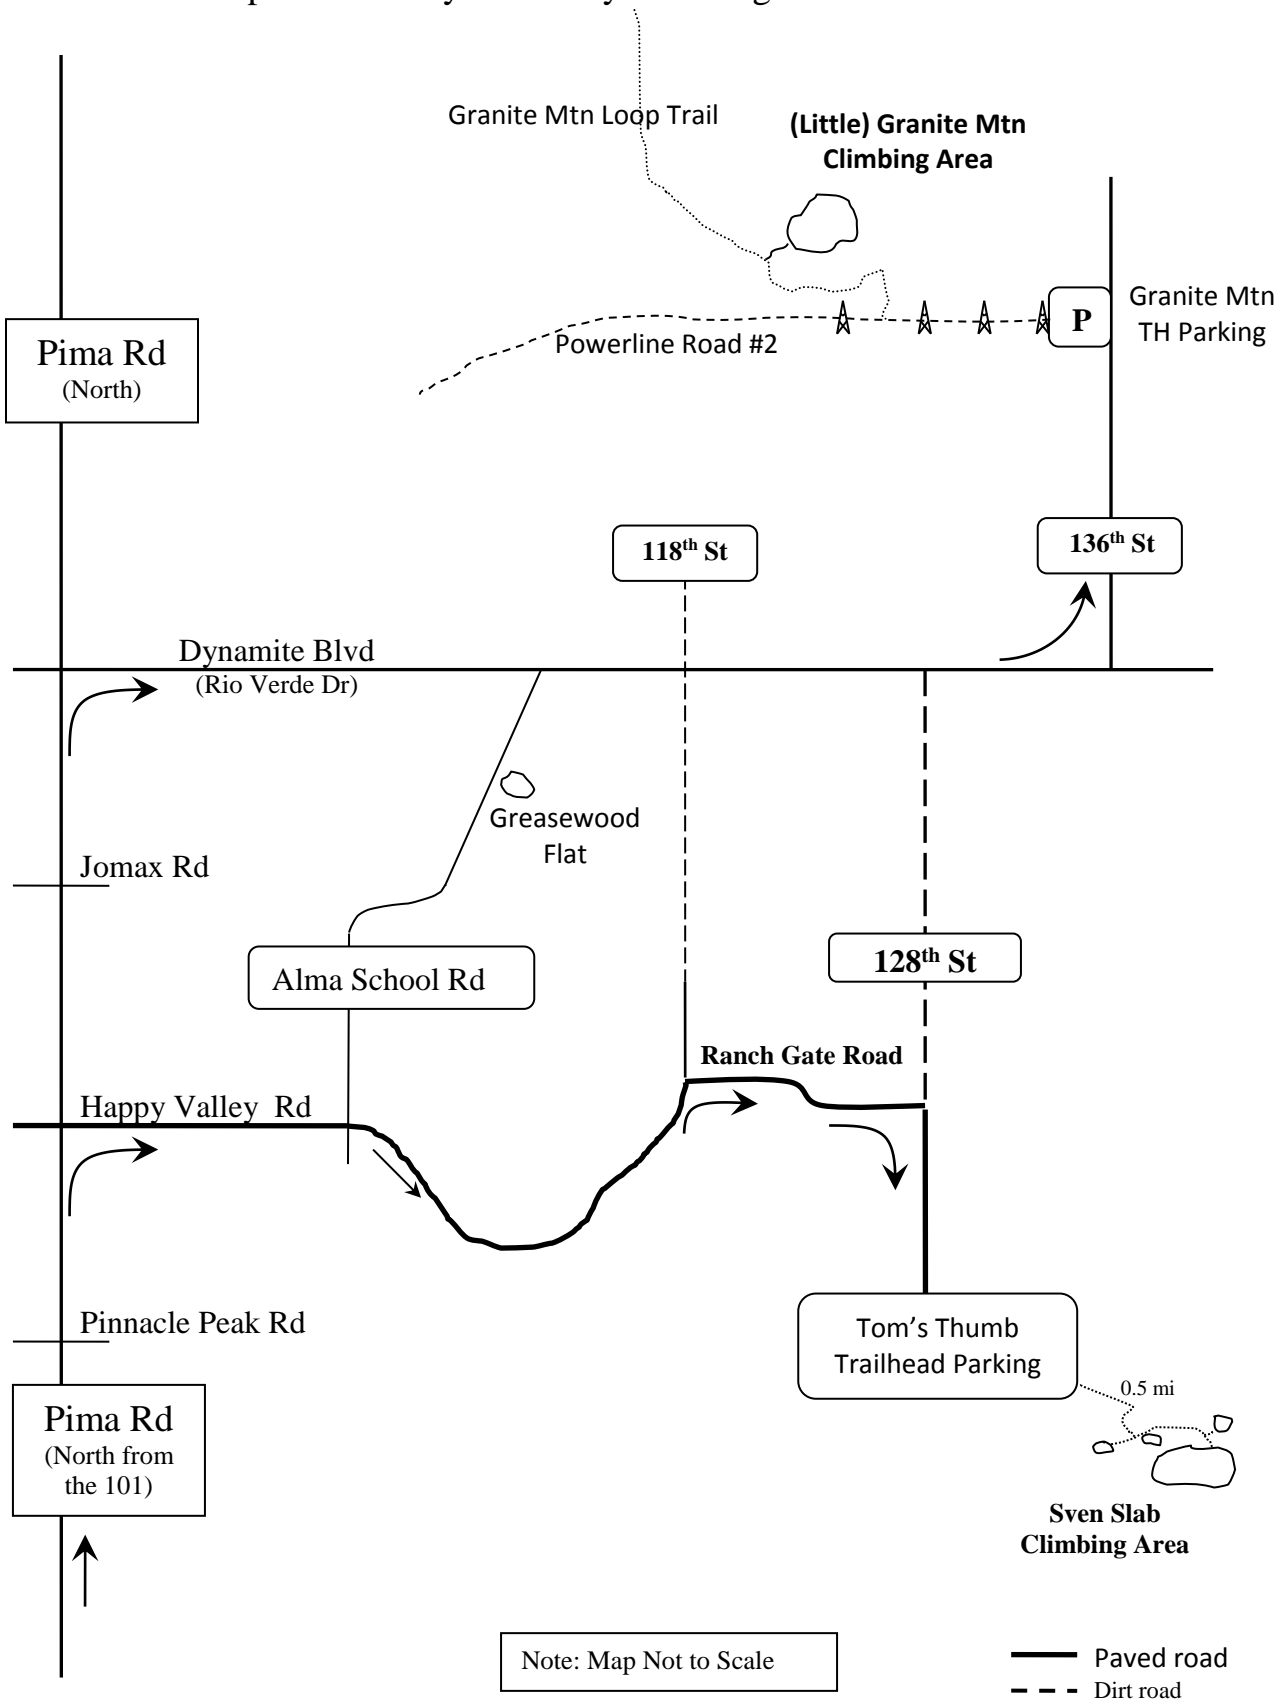 Granite Mtn Loop Trail
(Little) Granite Mtn
Climbing Area
Granite Mtn
TH Parking
P
Powerline Road #2
Pima Rd
(North)
118th St
136th St
Dynamite Blvd
(Rio Verde Dr)
Greasewood
Flat
Jomax Rd
Alma School Rd
128th St
Ranch Gate Road
Happy Valley Rd
Pinnacle Peak Rd
Tom’s Thumb
Trailhead Parking
0.5 mi
Pima Rd
(North from
the 101)
Sven Slab
Climbing Area
Note: Map Not to Scale
Paved road
Dirt road